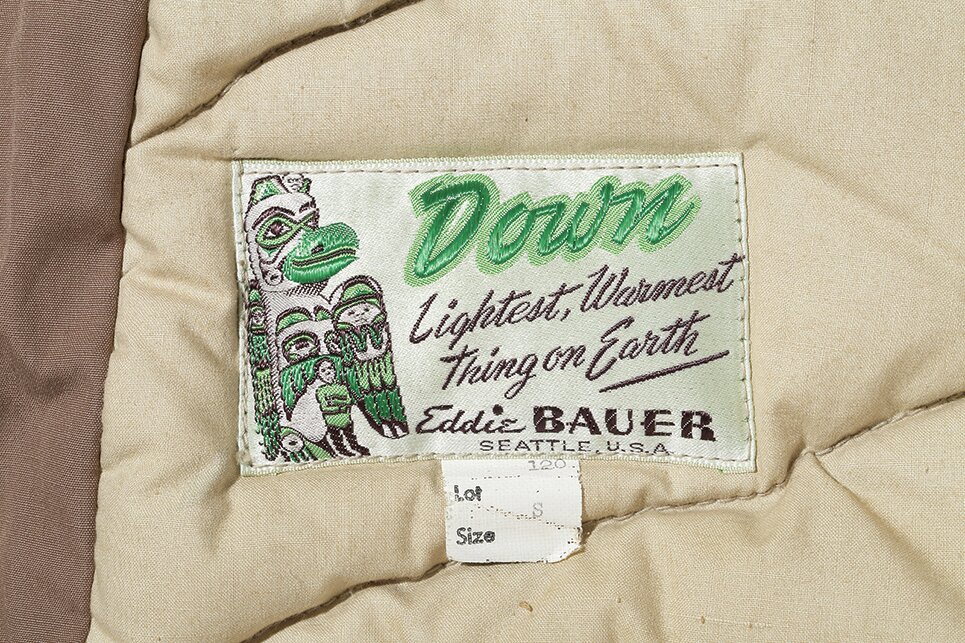 Down
Lightest, Warmest
Thing on Earth
Eddie BAUER
SEATTLE, U.S.A.
120
Lot
S
Size